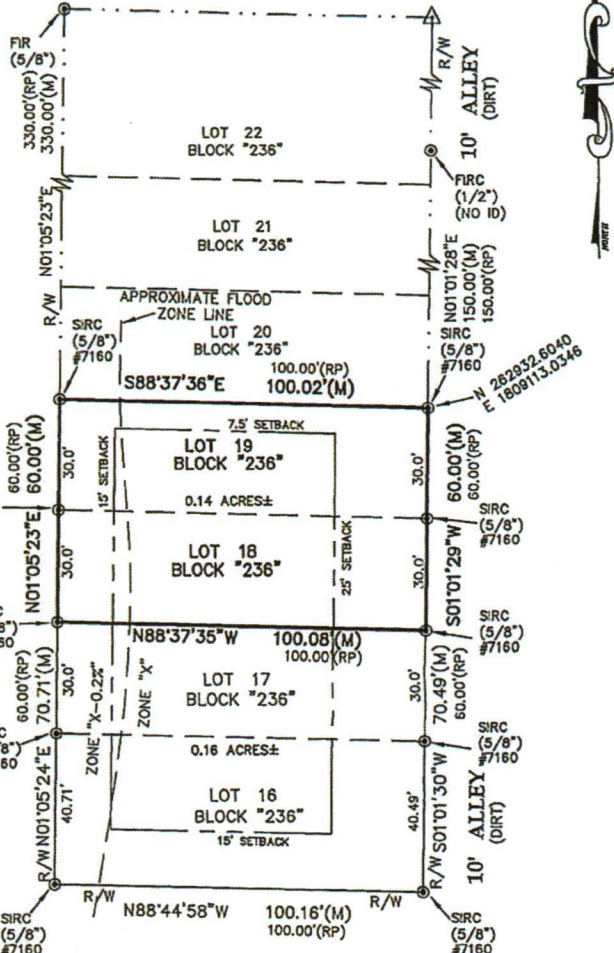 FIR
(5/8")
330.00'(RP)
330.00'(M)
R/W
10' ALLEY
(DIRT)
NORTH
LOT 22
BLOCK "236"
FIRC
(1/2")
(NO ID)
N01°05'23"E
LOT 21
BLOCK "236"
N01°01'28"E
150.00'(M)
150.00'(RP)
R/W
APPROXIMATE FLOOD
ZONE LINE
LOT 20
BLOCK "236"
SIRC
(5/8")
#7160
SIRC
(5/8")
#7160
100.00'(RP)
S88°37'36"E 100.02'(M)
N 282932.6040
E 1809113.0346
60.00'(RP)
60.00'(M)
N01°05'23"E
30.0'
30.0'
15' SETBACK
7.5' SETBACK
LOT 19
BLOCK "236"
0.14 ACRES±
LOT 18
BLOCK "236"
25' SETBACK
30.0'
30.0'
60.00'(M)
60.00'(RP)
S01°01'29"W
SIRC
(5/8")
#7160
N88°37'35"W 100.08'(M)
100.00'(RP)
SIRC
(5/8")
#7160
60.00'(RP)
70.71'(M)
N01°05'24"E
R/W
30.0'
40.71'
ZONE "X-0.2%"
ZONE "X"
LOT 17
BLOCK "236"
0.16 ACRES±
LOT 16
BLOCK "236"
15' SETBACK
30.0'
40.49'
70.49'(M)
60.00'(RP)
S01°01'30"W
R/W
SIRC
(5/8")
#7160
10' ALLEY
(DIRT)
R/W
R/W
N88°44'58"W 100.16'(M)
100.00'(RP)
SIRC
(5/8")
#7160
SIRC
(5/8")
#7160